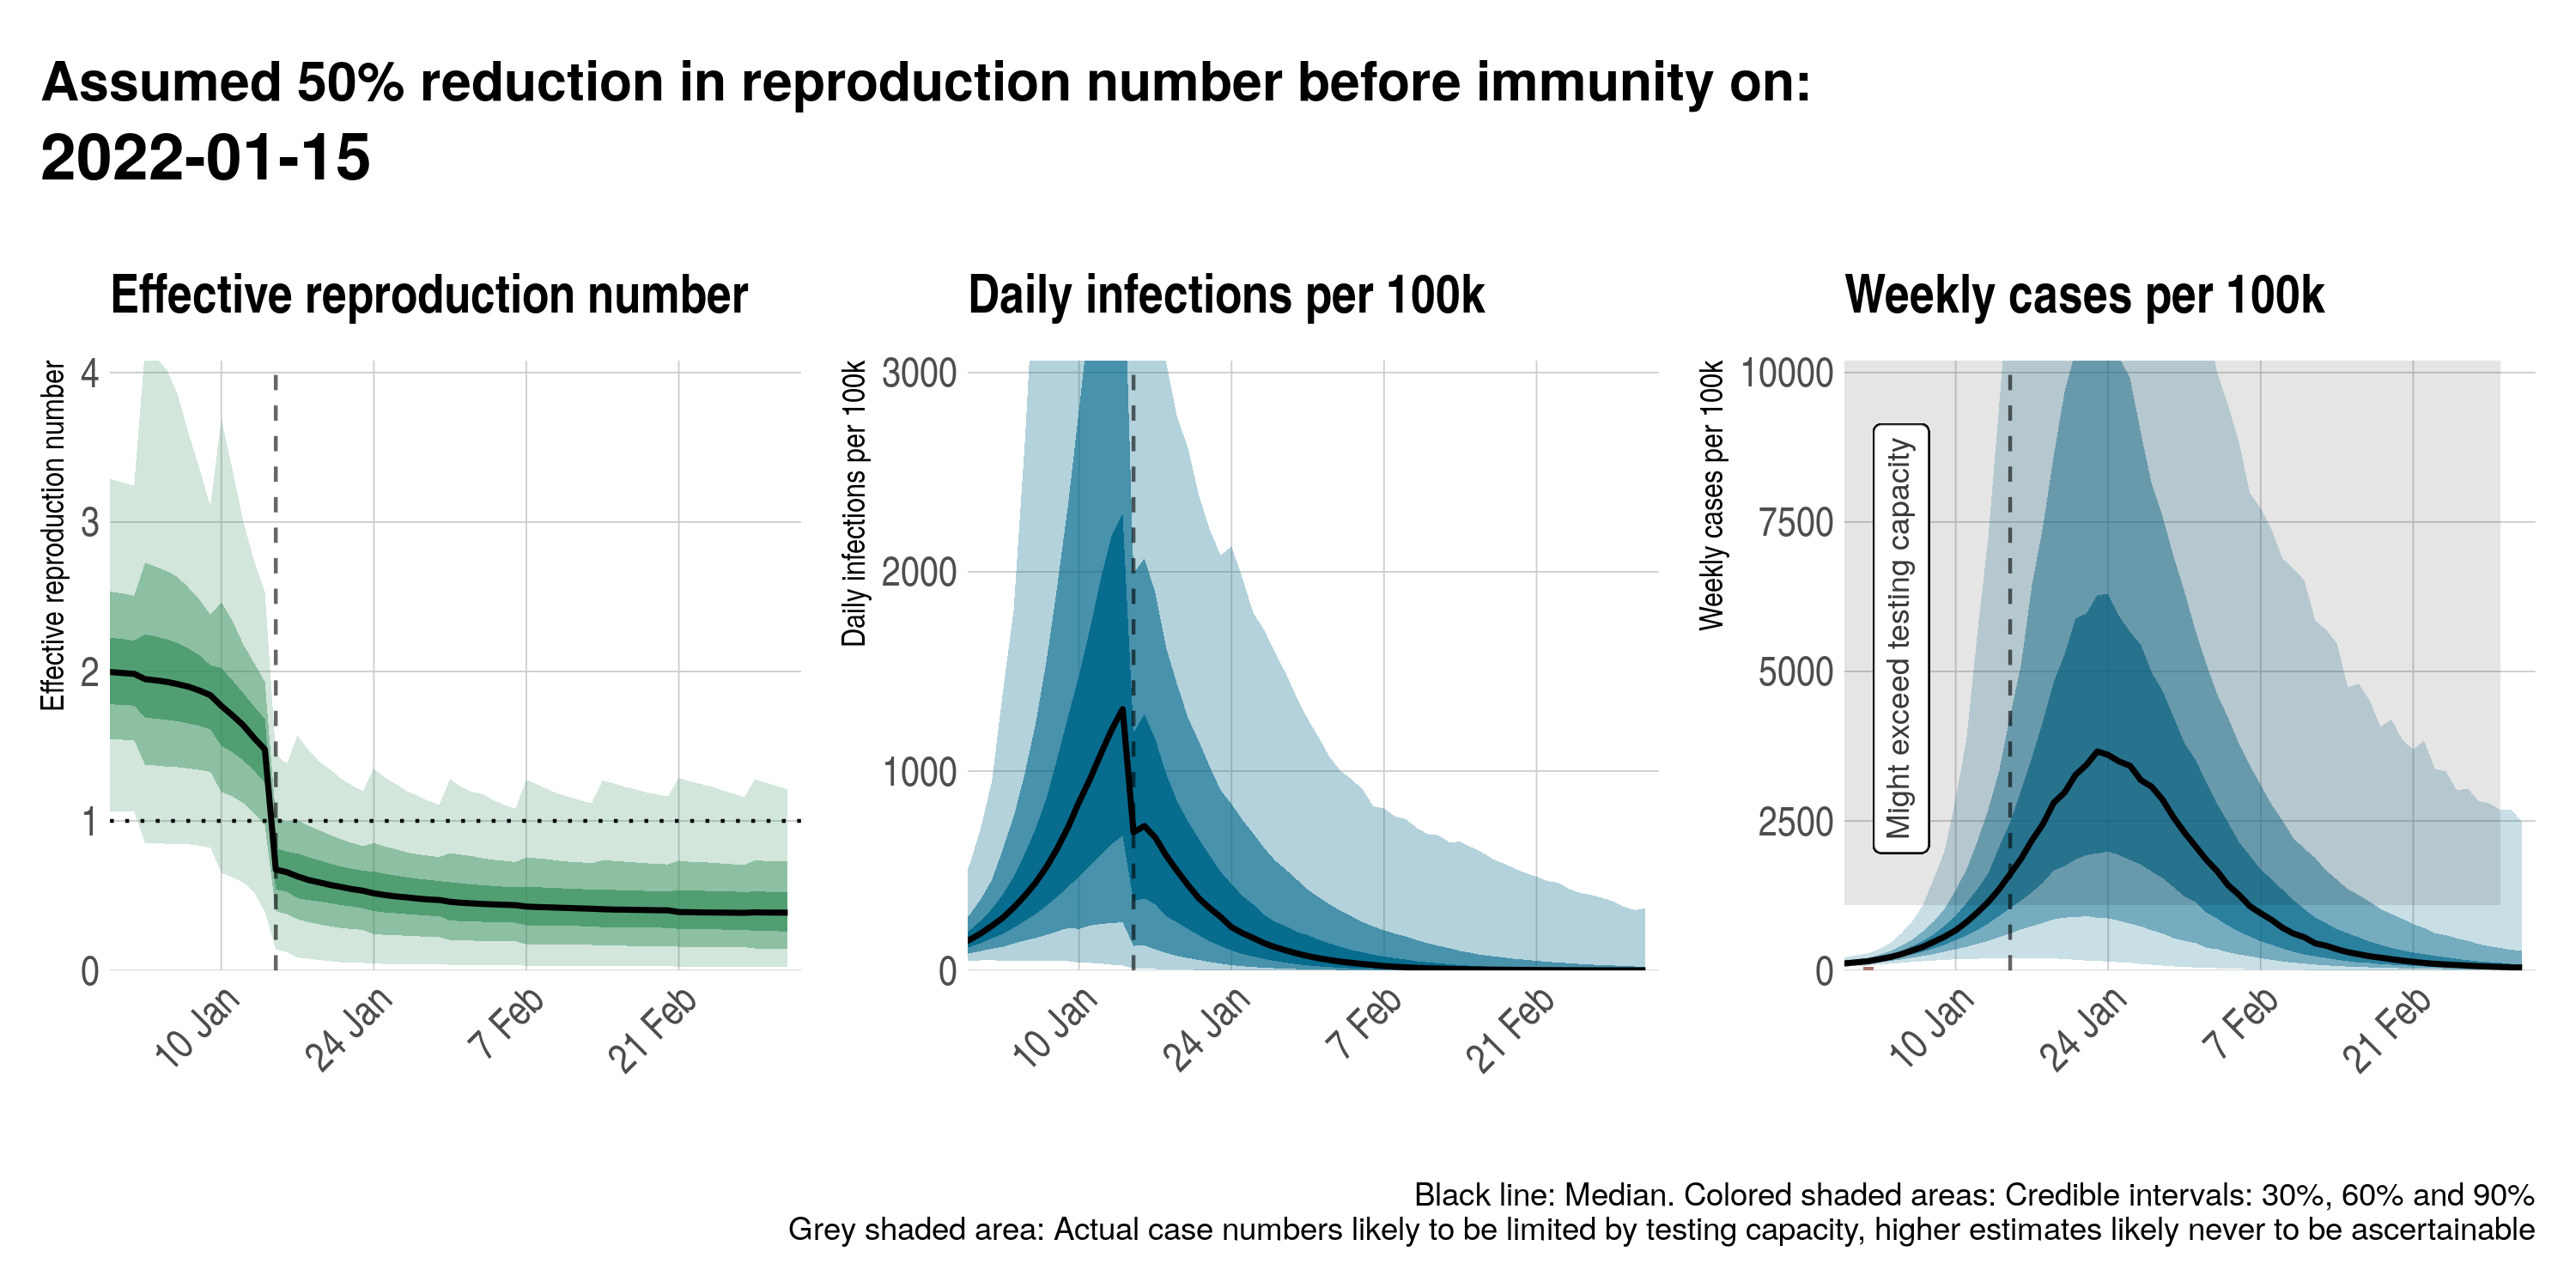 Assumed 50% reduction in reproduction number before immunity on:
2022-01-15
Effective reproduction number
Effective reproduction number
4
3
2
1
0
10 Jan
24 Jan
7 Feb
21 Feb
Daily infections per 100k
Daily infections per 100k
3000
2000
1000
0
10 Jan
24 Jan
7 Feb
21 Feb
Weekly cases per 100k
Weekly cases per 100k
10000
7500
5000
2500
0
Might exceed testing capacity
10 Jan
24 Jan
7 Feb
21 Feb
Black line: Median. Colored shaded areas: Credible intervals: 30%, 60% and 90%
Grey shaded area: Actual case numbers likely to be limited by testing capacity, higher estimates likely never to be ascertainable